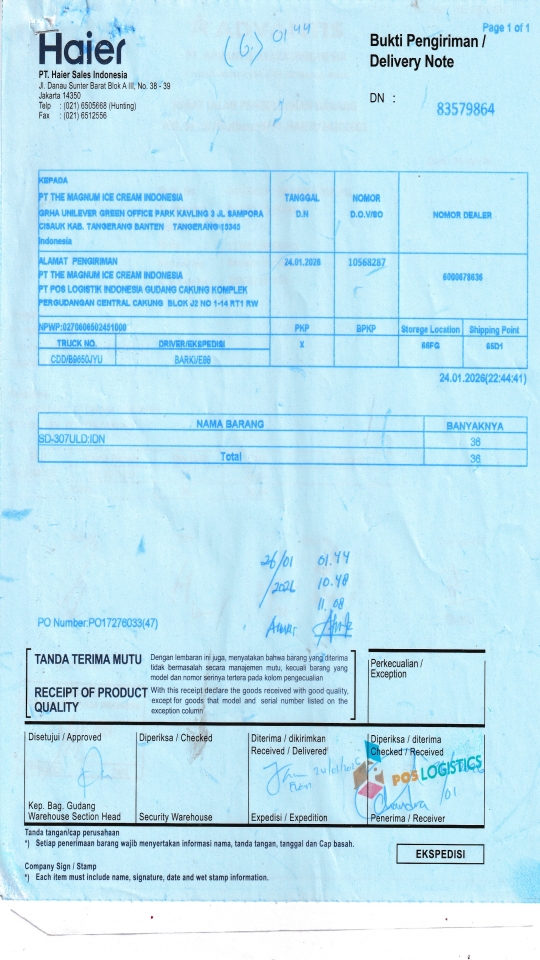 Page 1 of 1
(6) 01 44
Haier
Bukti Pengiriman /
Delivery Note
PT. Haier Sales Indonesia
Jl. Danau Sunter Barat Blok A III, No. 38 - 39
Jakarta 14350
Telp : (021) 6505668 (Hunting)
Fax : (021) 6512556
DN : 83579864
KEPADA
PT THE MAGNUM ICE CREAM INDONESIA
GRHA UNILEVER GREEN OFFICE PARK KAVLING 3 JL SAMPORA
CISAUK KAB. TANGERANG BANTEN TANGERANG 15345
Indonesia
TANGGAL
D.N
NOMOR
D.O.V/SO
NOMOR DEALER
ALAMAT PENGIRIMAN
PT THE MAGNUM ICE CREAM INDONESIA
PT POS LOGISTIK INDONESIA GUDANG CAKUNG KOMPLEK
PERGUDANGAN CENTRAL CAKUNG BLOK J2 NO 1-14 RT1 RW
24.01.2026
10568287
6000678636
NPWP:0270606502451000
PKP
BPKP
Storege Location
Shipping Point
TRUCK NO.
DRIVER/EKSPEDISI
X
65D1
CDD/B9650JYU
24.01.2026(22:44:41)
NAMA BARANG
BANYAKNYA
SD-307ULD:IDN
36
Total
36
26/01 01.44
/2026 10.48
11.08
PO Number:PO17276033(47)
TANDA TERIMA MUTU
Dengan lembaran ini juga, menyatakan bahwa barang yang diterima
tidak bermasalah secara manajemen mutu, kecuali barang yang
model dan nomor serinya tertera pada kolom pengecualian
RECEIPT OF PRODUCT
QUALITY
With this receipt declare the goods received with good quality,
except for goods that model and serial number listed on the
exception column
Perkecualian /
Exception
Disetujui / Approved
Diperiksa / Checked
Diterima / dikirimkan
Received / Delivered
Diperiksa / diterima
Checked / Received
POS LOGISTICS
Chandra /01
Kep. Bag. Gudang
Warehouse Section Head
Security Warehouse
Expedisi / Expedition
Penerima / Receiver
Tanda tangan/cap perusahaan
*) Setiap penerimaan barang wajib menyertakan informasi nama, tanda tangan, tanggal dan Cap basah.
EKSPEDISI
Company Sign / Stamp
*) Each item must include name, signature, date and wet stamp information.